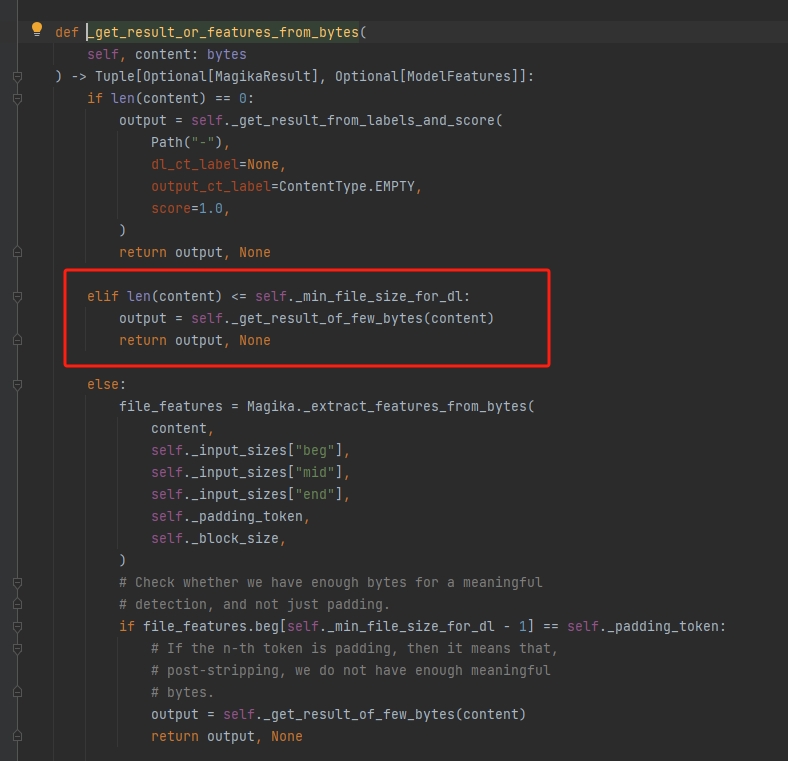 def _get_result_or_features_from_bytes(
    self, content: bytes
) -> Tuple[Optional[MagikaResult], Optional[ModelFeatures]]:
    if len(content) == 0:
        output = self._get_result_from_labels_and_score(
            Path("-"),
            dl_ct_label=None,
            output_ct_label=ContentType.EMPTY,
            score=1.0,
        )
        return output, None
    elif len(content) <= self._min_file_size_for_dl:
        output = self._get_result_of_few_bytes(content)
        return output, None
    else:
        file_features = Magika._extract_features_from_bytes(
            content,
            self._input_sizes["beg"],
            self._input_sizes["mid"],
            self._input_sizes["end"],
            self._padding_token,
            self._block_size,
        )
        # Check whether we have enough bytes for a meaningful
        # detection, and not just padding.
        if file_features.beg[self._min_file_size_for_dl - 1] == self._padding_token:
            # If the n-th token is padding, then it means that,
            # post-stripping, we do not have enough meaningful
            # bytes.
            output = self._get_result_of_few_bytes(content)
            return output, None